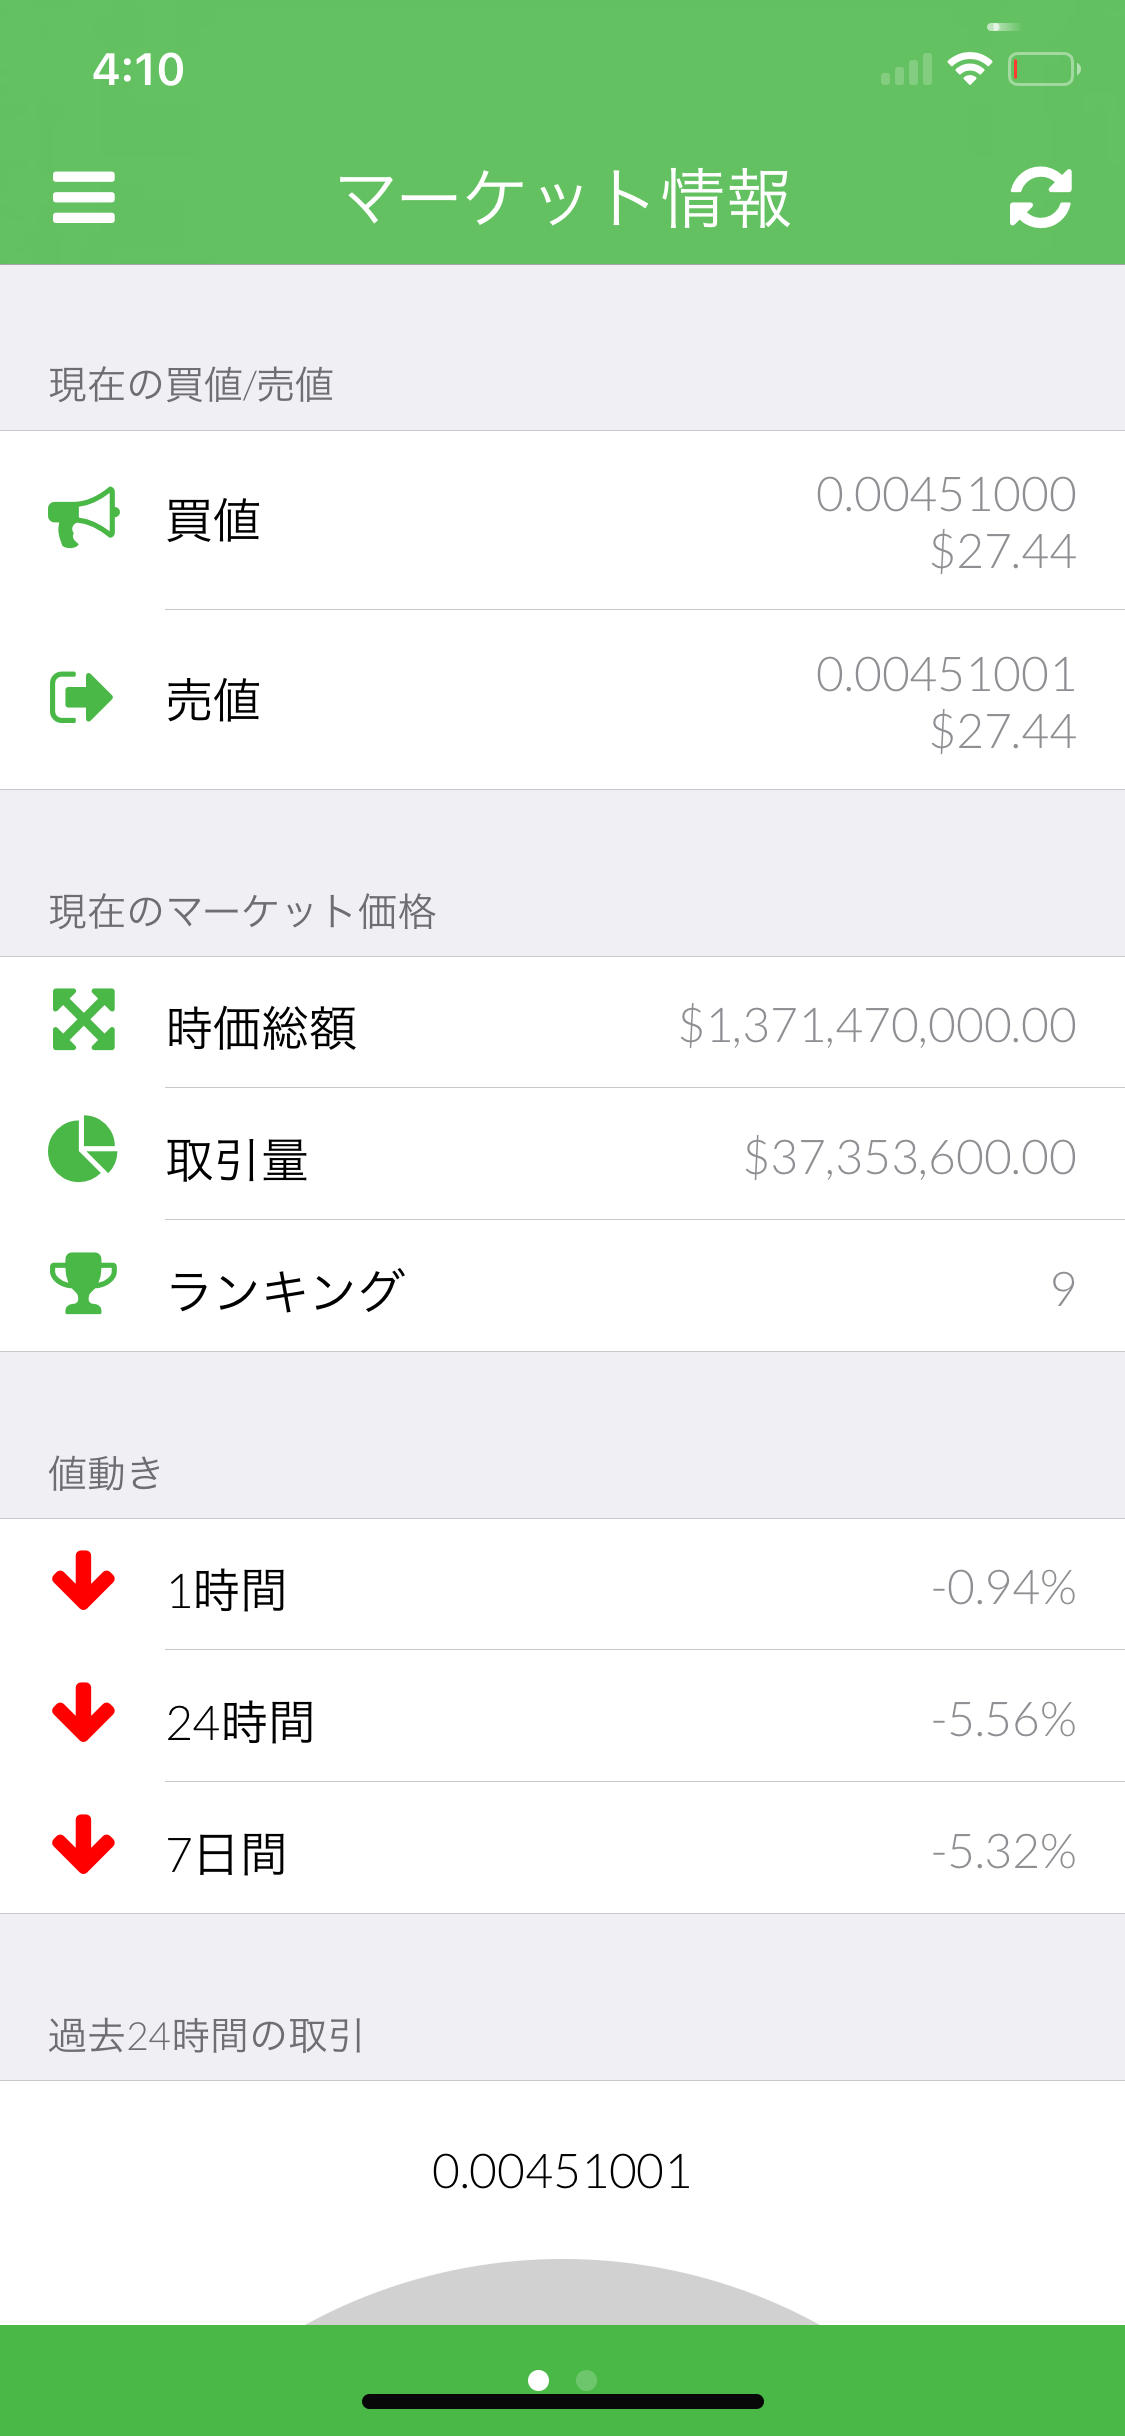 4:10
マーケット情報
現在の買値/売値
買値
0.00451000
$27.44
売値
0.00451001
$27.44
現在のマーケット価格
時価総額
$1,371,470,000.00
取引量
$37,353,600.00
ランキング
9
値動き
1時間
-0.94%
24時間
-5.56%
7日間
-5.32%
過去24時間の取引
0.00451001